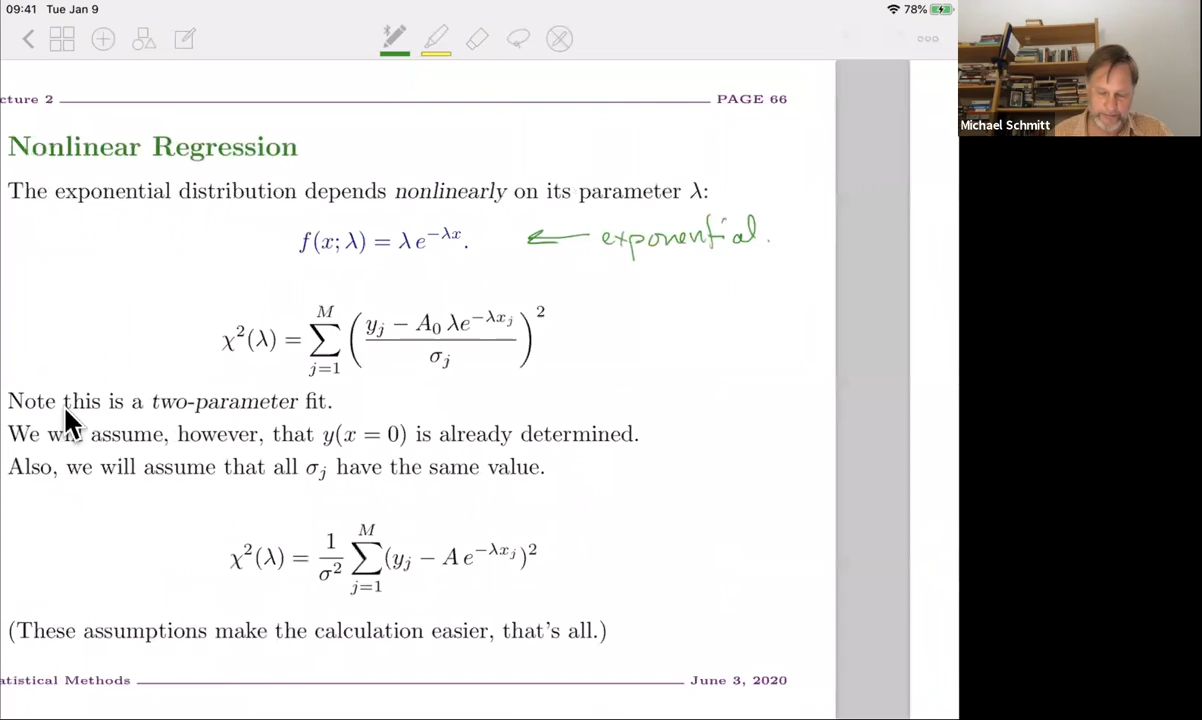 09:41 Tue Jan 9
78%
cture 2 PAGE 66
Nonlinear Regression
The exponential distribution depends nonlinearly on its parameter λ:
f(x; λ) = λ e^{−λx}. ← exponential.
χ²(λ) = ∑_{j=1}^{M} ( (y_j − A_0 λe^{−λx_j}) / σ_j )²
Note this is a two-parameter fit.
We will assume, however, that y(x = 0) is already determined.
Also, we will assume that all σ_j have the same value.
χ²(λ) = 1/σ² ∑_{j=1}^{M} (y_j − A e^{−λx_j})²
(These assumptions make the calculation easier, that's all.)
atistical Methods June 3, 2020
Michael Schmitt